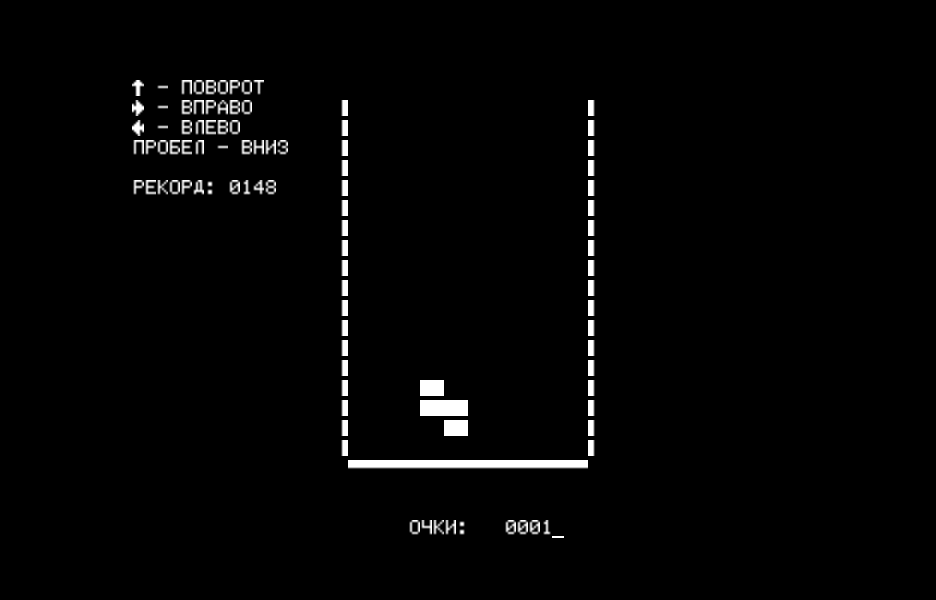 ↑ - ПОВОРОТ
→ - ВПРАВО
← - ВЛЕВО
ПРОБЕЛ - ВНИЗ
РЕКОРД: 0148
ОЧКИ: 0001_